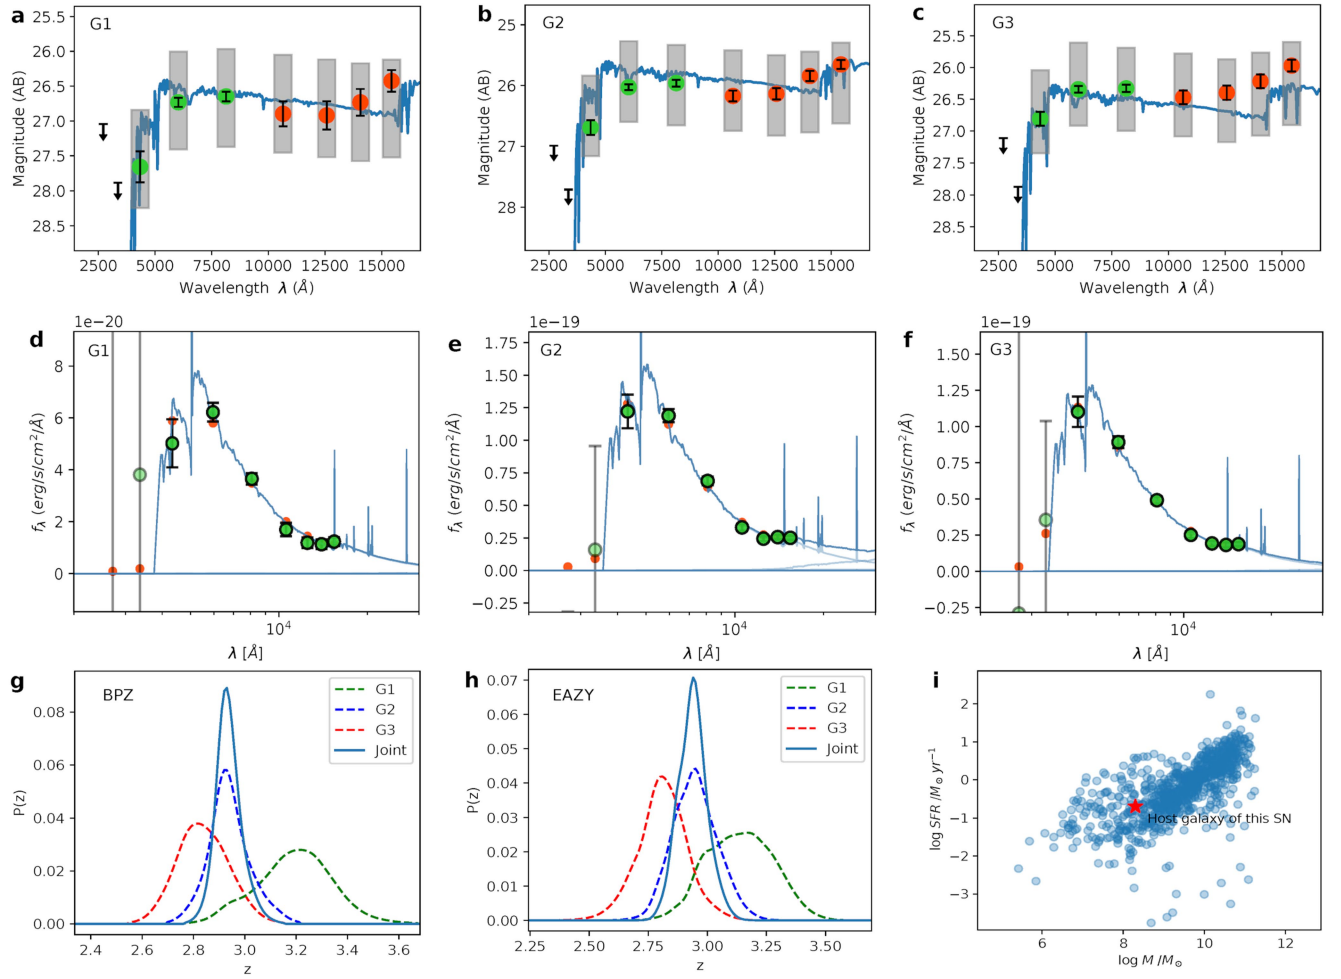 a
G1
25.5
26.0
26.5
27.0
27.5
28.0
28.5
Magnitude (AB)
2500 5000 7500 10000 12500 15000
Wavelength λ (Å)
b
G2
25
26
27
28
Magnitude (AB)
2500 5000 7500 10000 12500 15000
Wavelength λ (Å)
c
G3
25.5
26.0
26.5
27.0
27.5
28.0
28.5
Magnitude (AB)
2500 5000 7500 10000 12500 15000
Wavelength λ (Å)
1e−20
d
G1
8
6
4
2
0
fλ (erg/s/cm²/Å)
10⁴
λ [Å]
1e−19
e
G2
1.75
1.50
1.25
1.00
0.75
0.50
0.25
0.00
−0.25
fλ (erg/s/cm²/Å)
10⁴
λ [Å]
1e−19
f
G3
1.50
1.25
1.00
0.75
0.50
0.25
0.00
−0.25
fλ (erg/s/cm²/Å)
10⁴
λ [Å]
g
BPZ
G1
G2
G3
Joint
0.08
0.06
0.04
0.02
0.00
P(z)
2.4 2.6 2.8 3.0 3.2 3.4 3.6
z
h
EAZY
G1
G2
G3
Joint
0.07
0.06
0.05
0.04
0.03
0.02
0.01
0.00
P(z)
2.25 2.50 2.75 3.00 3.25 3.50
z
i
2
1
0
−1
−2
−3
log SFR /M⊙ yr⁻¹
Host galaxy of this SN
6 8 10 12
log M /M⊙